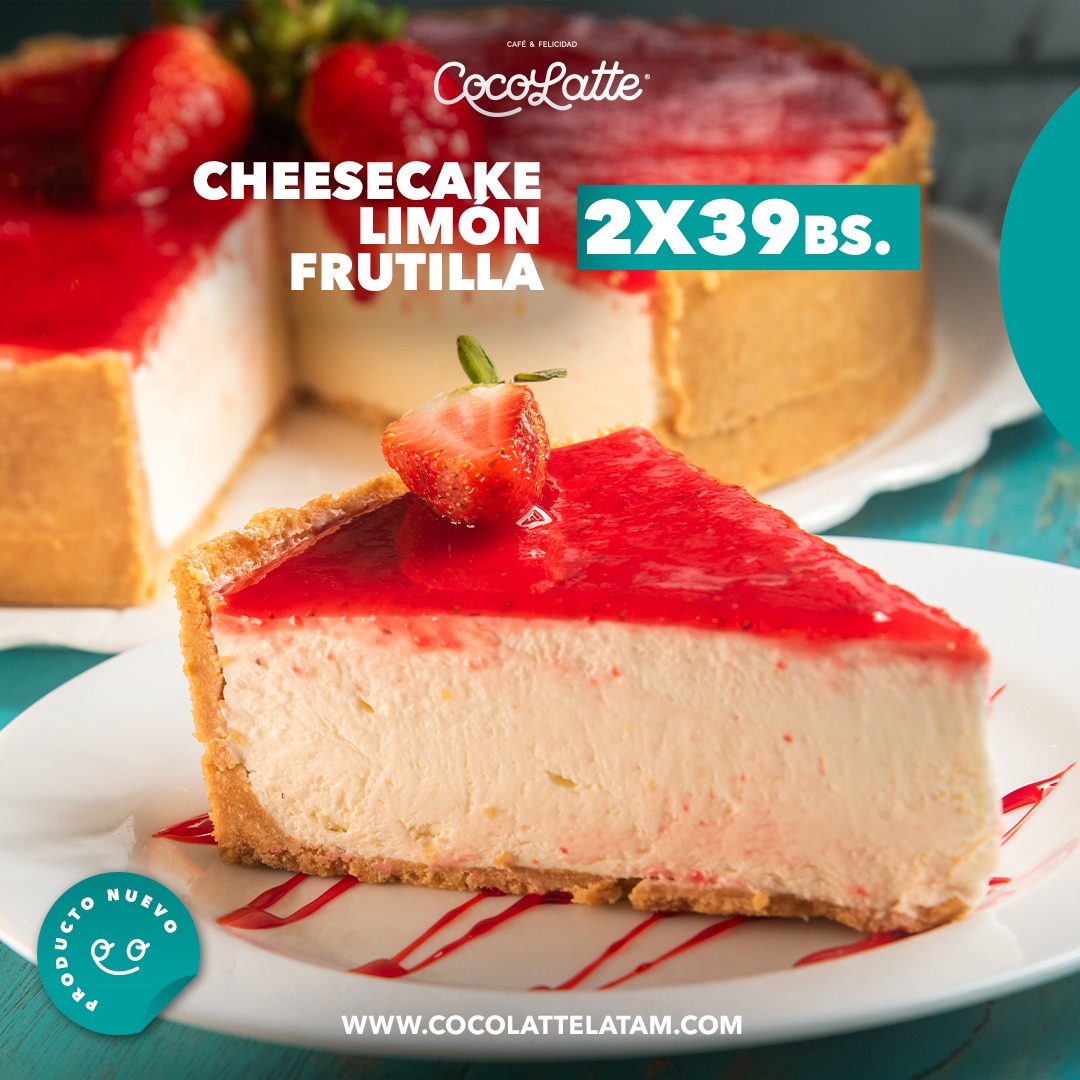 CAFÉ & FELICIDAD
CocoLatte®
CHEESECAKE
LIMÓN
FRUTILLA
2X39BS.
PRODUCTO NUEVO
WWW.COCOLATTELATAM.COM